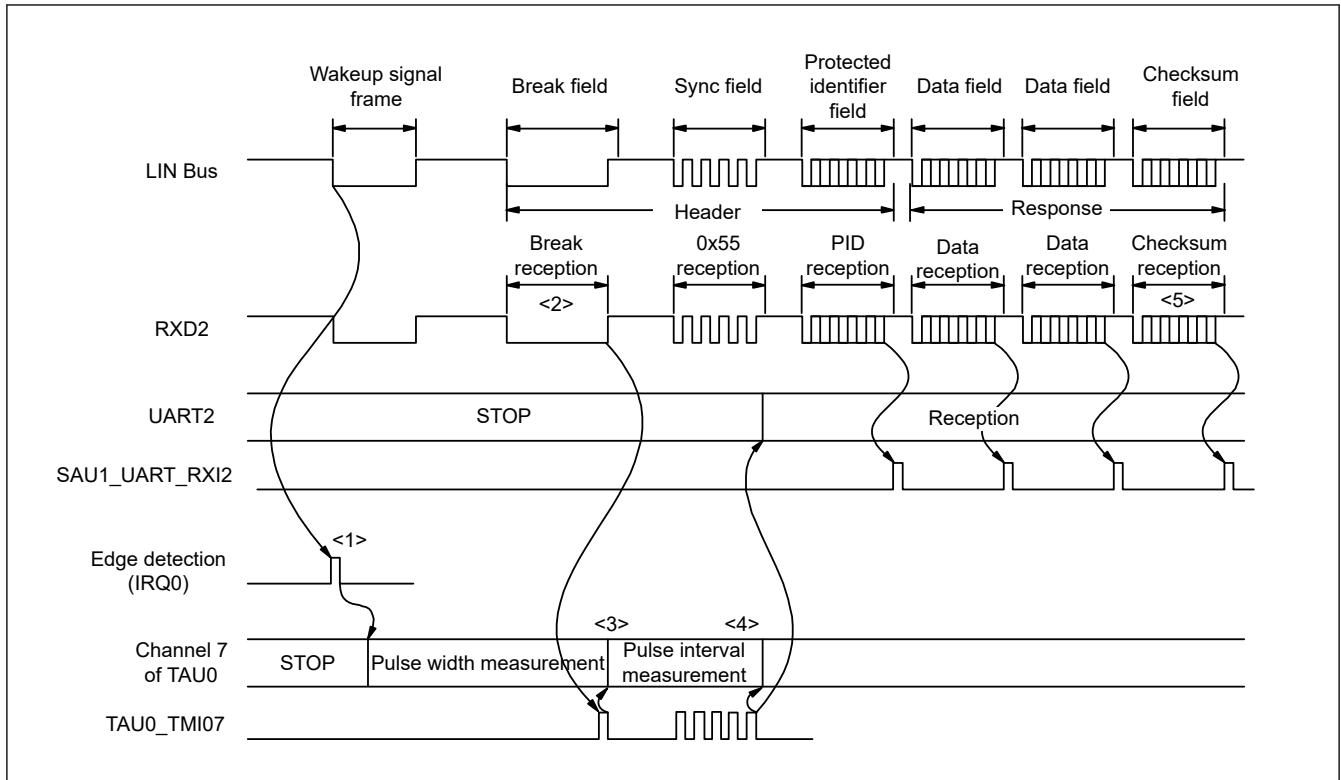 Wakeup signal
frame
Break field
Sync field
Protected
identifier
field
Data field
Data field
Checksum
field
LIN Bus
Header
Response
Break
reception
<2>
0x55
reception
PID
reception
Data
reception
Data
reception
Checksum
reception
<5>
RXD2
UART2
STOP
Reception
SAU1_UART_RXI2
<1>
Edge detection
(IRQ0)
<3>
<4>
Channel 7
of TAU0
STOP
Pulse width measurement
Pulse interval
measurement
TAU0_TMI07